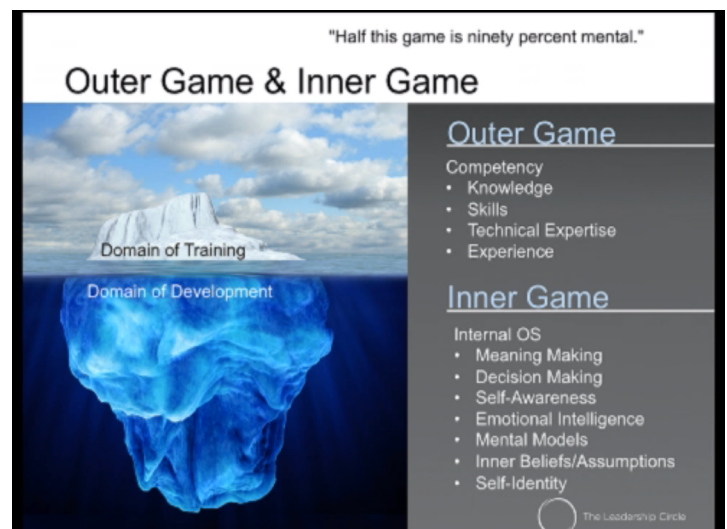 "Half this game is ninety percent mental."
Outer Game & Inner Game
Domain of Training
Domain of Development
Outer Game
Competency
• Knowledge
• Skills
• Technical Expertise
• Experience
Inner Game
Internal OS
• Meaning Making
• Decision Making
• Self-Awareness
• Emotional Intelligence
• Mental Models
• Inner Beliefs/Assumptions
• Self-Identity
The Leadership Circle